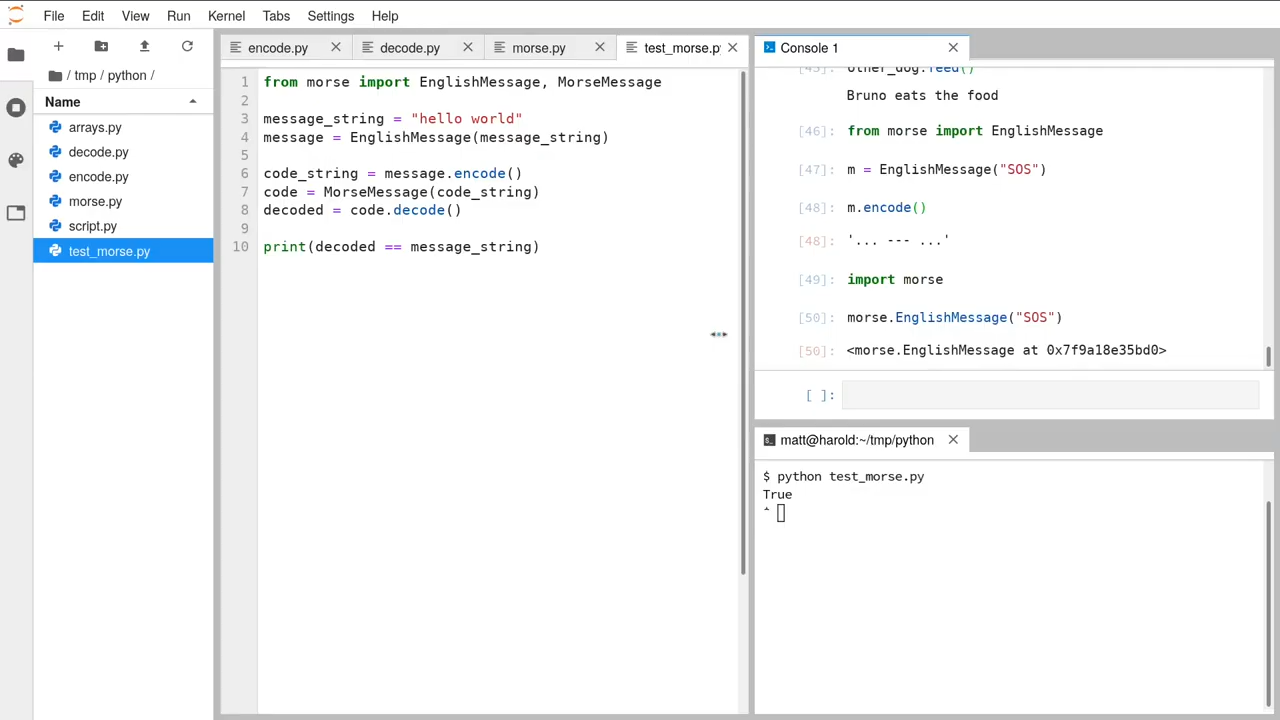 File Edit View Run Kernel Tabs Settings Help
/ tmp / python /
Name
arrays.py
decode.py
encode.py
morse.py
script.py
test_morse.py
encode.py
decode.py
morse.py
test_morse.py
1 from morse import EnglishMessage, MorseMessage
2
3 message_string = "hello world"
4 message = EnglishMessage(message_string)
5
6 code_string = message.encode()
7 code = MorseMessage(code_string)
8 decoded = code.decode()
9
10 print(decoded == message_string)
Console 1
[45]: other_dog.feed()
Bruno eats the food
[46]: from morse import EnglishMessage
[47]: m = EnglishMessage("SOS")
[48]: m.encode()
[48]: '... --- ...'
[49]: import morse
[50]: morse.EnglishMessage("SOS")
[50]: <morse.EnglishMessage at 0x7f9a18e35bd0>
[ ]:
matt@harold:~/tmp/python
$ python test_morse.py
True